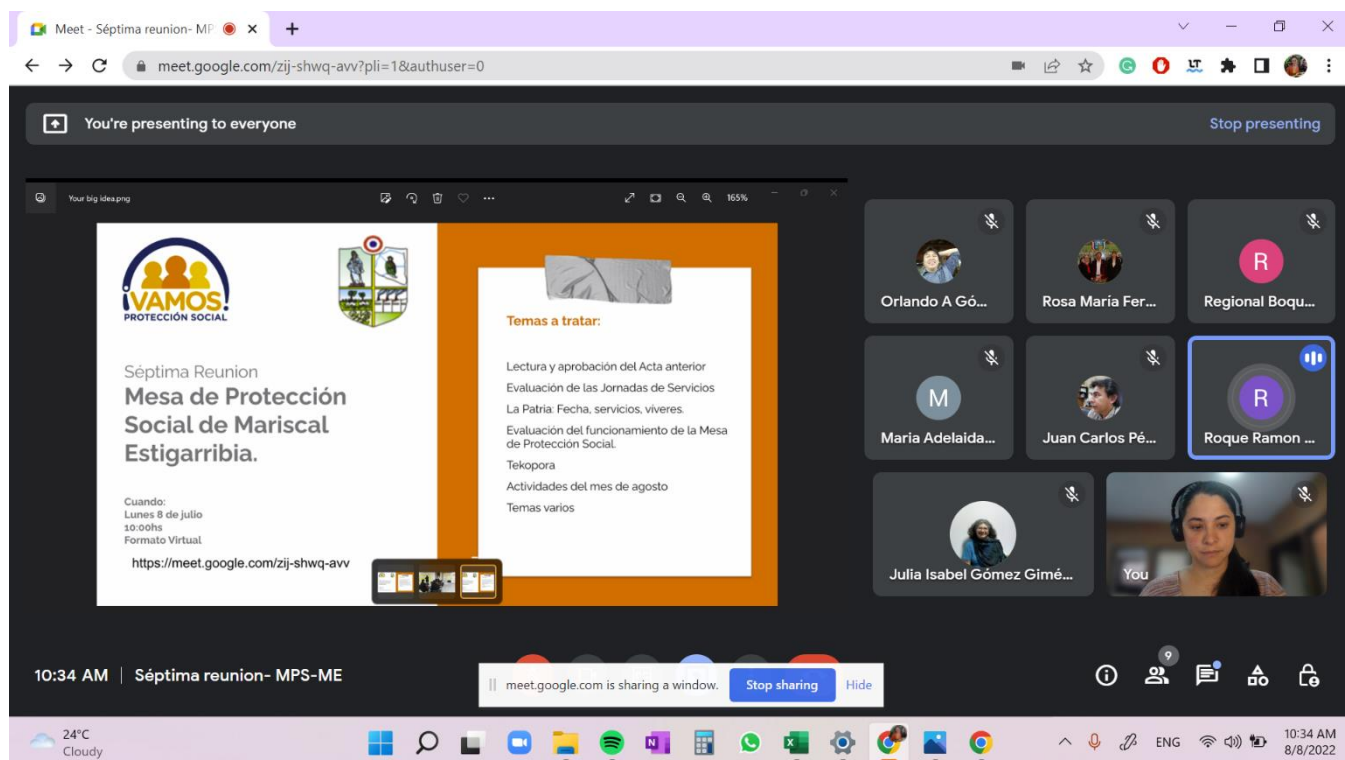 Meet - Séptima reunion- MP
meet.google.com/zij-shwq-avv?pli=1&authuser=0
You're presenting to everyone
Stop presenting
Your big idea.png
165%
¡VAMOS!
PROTECCIÓN SOCIAL
Séptima Reunion
Mesa de Protección
Social de Mariscal
Estigarribia.
Cuando:
Lunes 8 de julio
10:00hs
Formato Virtual
https://meet.google.com/zij-shwq-avv
Temas a tratar:
Lectura y aprobación del Acta anterior
Evaluación de las Jornadas de Servicios
La Patria: Fecha, servicios, viveres.
Evaluación del funcionamiento de la Mesa
de Protección Social.
Tekopora
Actividades del mes de agosto
Temas varios
Orlando A Gó...
Rosa María Fer...
R
Regional Boqu...
M
Maria Adelaida...
Juan Carlos Pé...
R
Roque Ramon ...
Julia Isabel Gómez Gimé...
You
10:34 AM | Séptima reunion- MPS-ME
meet.google.com is sharing a window.
Stop sharing
Hide
9
24°C
Cloudy
ENG
10:34 AM
8/8/2022